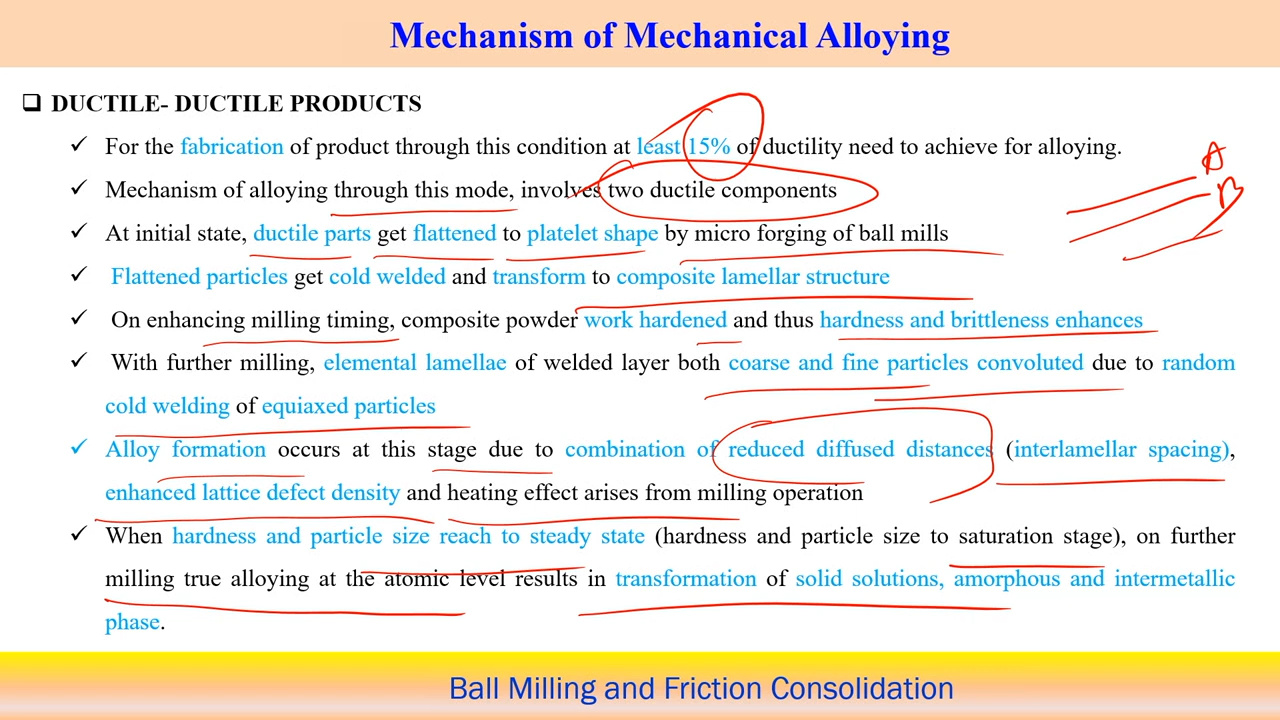 Mechanism of Mechanical Alloying
❑ DUCTILE- DUCTILE PRODUCTS
✓ For the fabrication of product through this condition at least 15% of ductility need to achieve for alloying.
✓ Mechanism of alloying through this mode, involves two ductile components
✓ At initial state, ductile parts get flattened to platelet shape by micro forging of ball mills
✓ Flattened particles get cold welded and transform to composite lamellar structure
✓ On enhancing milling timing, composite powder work hardened and thus hardness and brittleness enhances
✓ With further milling, elemental lamellae of welded layer both coarse and fine particles convoluted due to random
cold welding of equiaxed particles
✓ Alloy formation occurs at this stage due to combination of reduced diffused distances (interlamellar spacing),
enhanced lattice defect density and heating effect arises from milling operation
✓ When hardness and particle size reach to steady state (hardness and particle size to saturation stage), on further
milling true alloying at the atomic level results in transformation of solid solutions, amorphous and intermetallic
phase.
A
B
Ball Milling and Friction Consolidation